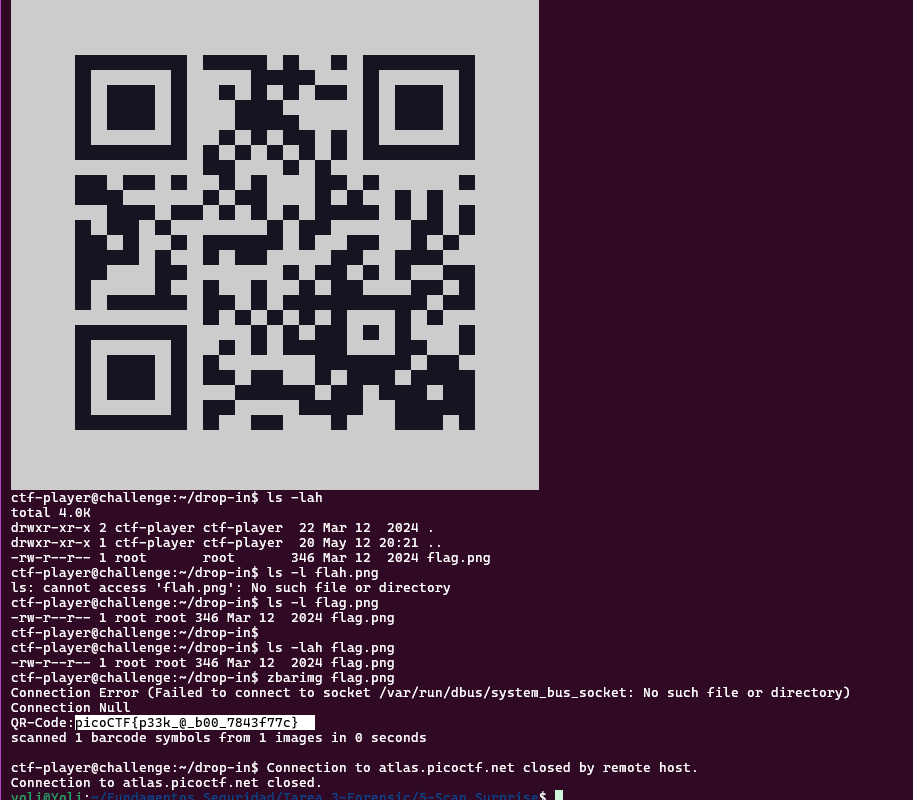 ctf-player@challenge:~/drop-in$ ls -lah
total 4.0K
drwxr-xr-x 2 ctf-player ctf-player  22 Mar 12  2024 .
drwxr-xr-x 1 ctf-player ctf-player  20 May 12 20:21 ..
-rw-r--r-- 1 root       root       346 Mar 12  2024 flag.png
ctf-player@challenge:~/drop-in$ ls -l flah.png
ls: cannot access 'flah.png': No such file or directory
ctf-player@challenge:~/drop-in$ ls -l flag.png
-rw-r--r-- 1 root root 346 Mar 12  2024 flag.png
ctf-player@challenge:~/drop-in$
ctf-player@challenge:~/drop-in$ ls -lah flag.png
-rw-r--r-- 1 root root 346 Mar 12  2024 flag.png
ctf-player@challenge:~/drop-in$ zbarimg flag.png
Connection Error (Failed to connect to socket /var/run/dbus/system_bus_socket: No such file or directory)
Connection Null
QR-Code:picoCTF{p33k_@_b00_7843f77c}
scanned 1 barcode symbols from 1 images in 0 seconds
ctf-player@challenge:~/drop-in$ Connection to atlas.picoctf.net closed by remote host.
Connection to atlas.picoctf.net closed.
yoli@Yoli:~/Fundamentos_Seguridad/Tarea_3-Forensic/5-Scan_Surprise$